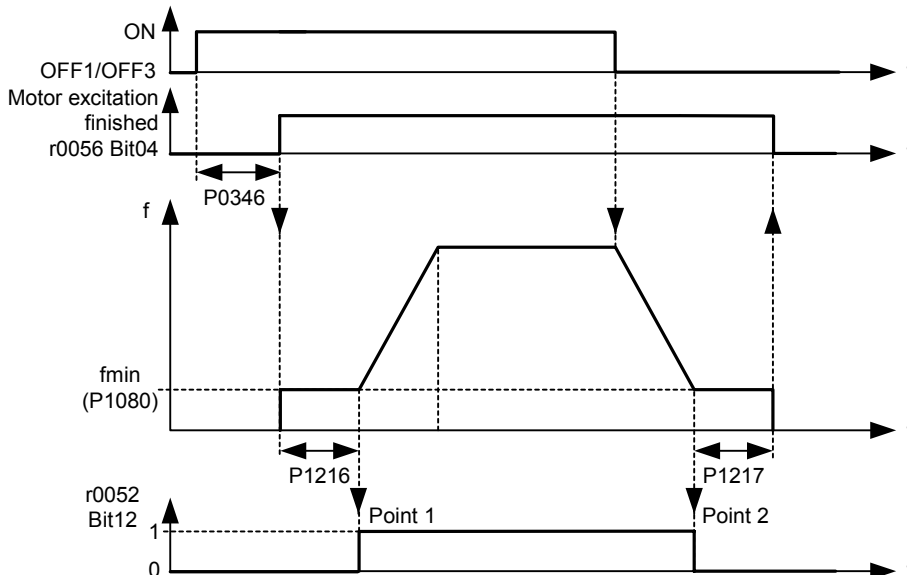 ON
OFF1/OFF3
Motor excitation
finished
r0056 Bit04
P0346
f
fmin
(P1080)
P1216
P1217
r0052
Bit12
1
Point 1
Point 2
0